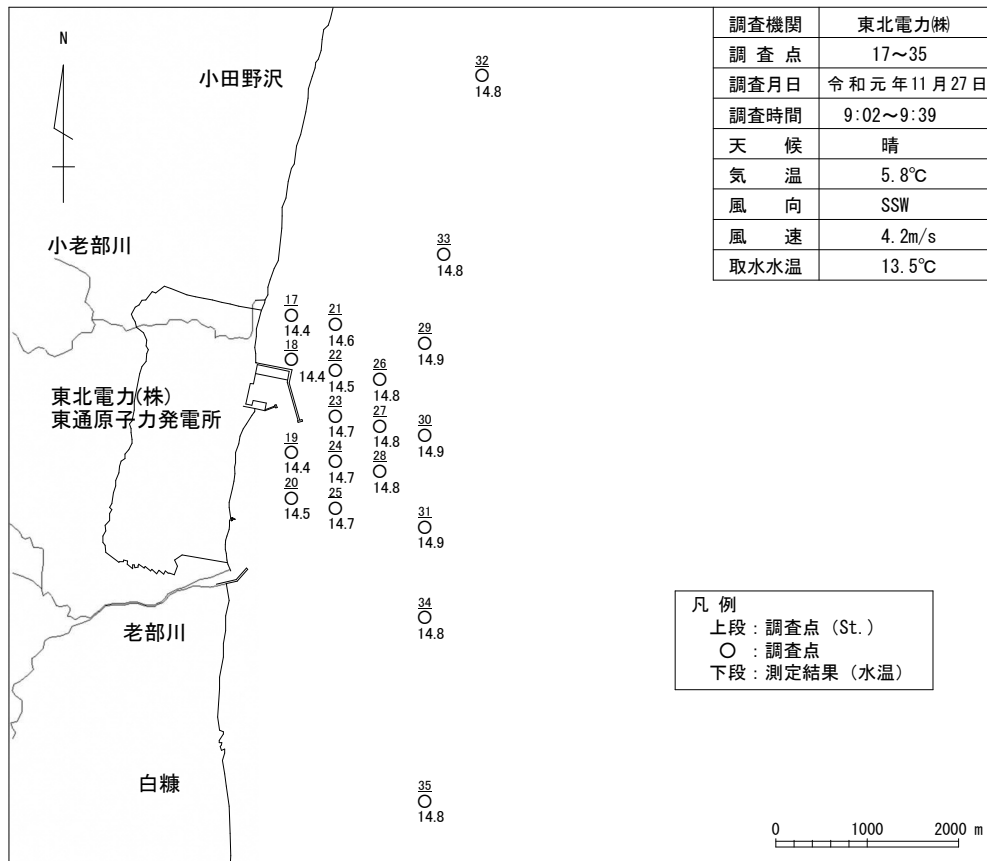 調査機関 東北電力㈱
調査点 17～35
調査月日 令和元年11月27日
調査時間 9:02～9:39
天候 晴
気温 5.8℃
風向 SSW
風速 4.2m/s
取水水温 13.5℃
N
小田野沢
32
14.8
小老部川
33
14.8
17
14.4
21
14.6
18
14.4
29
14.9
22
14.5
26
14.8
東北電力(株)
東通原子力発電所
23
14.7
27
14.8
30
14.9
19
14.4
24
14.7
28
14.8
20
14.5
25
14.7
31
14.9
34
14.8
老部川
凡例
上段：調査点（St.）
○：調査点
下段：測定結果（水温）
白糠
35
14.8
0 1000 2000 m